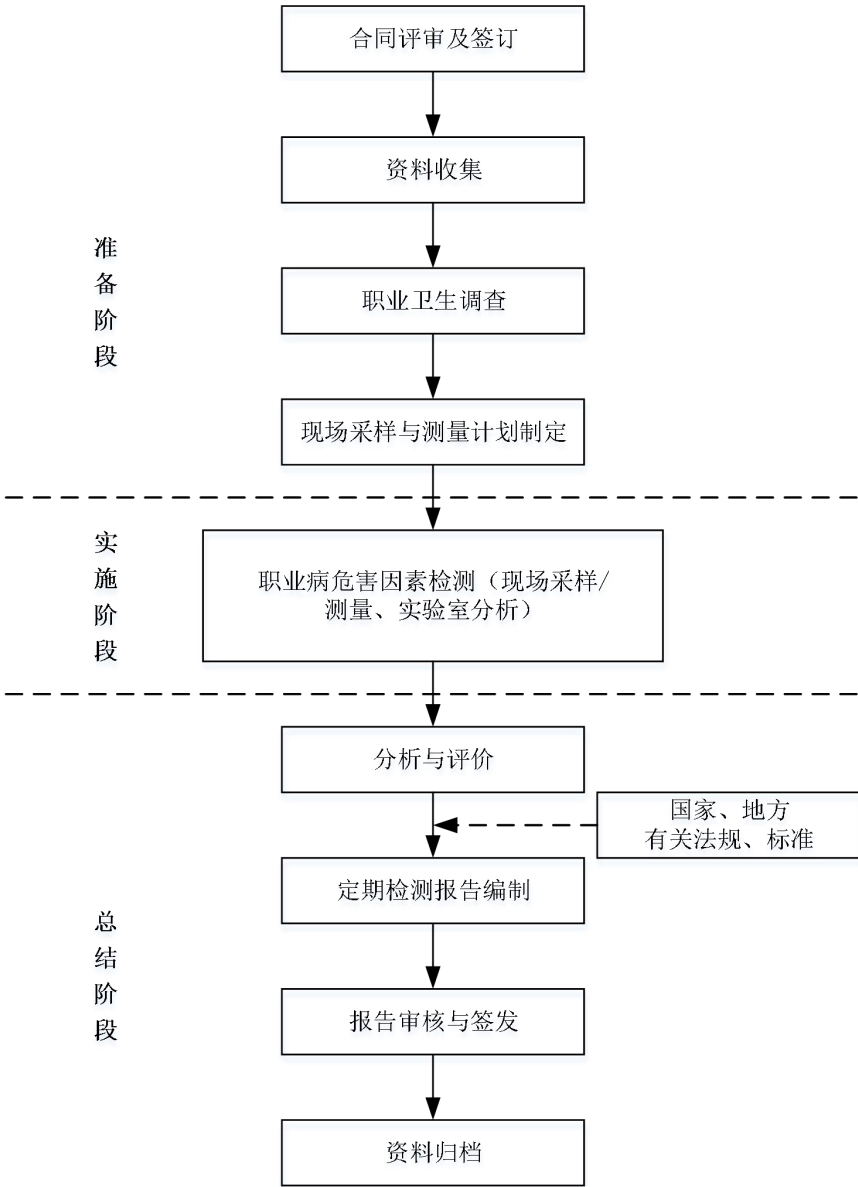 合同评审及签订
资料收集
准备阶段
职业卫生调查
现场采样与测量计划制定
实施阶段
职业病危害因素检测（现场采样/
测量、实验室分析）
分析与评价
国家、地方
有关法规、标准
定期检测报告编制
总结阶段
报告审核与签发
资料归档